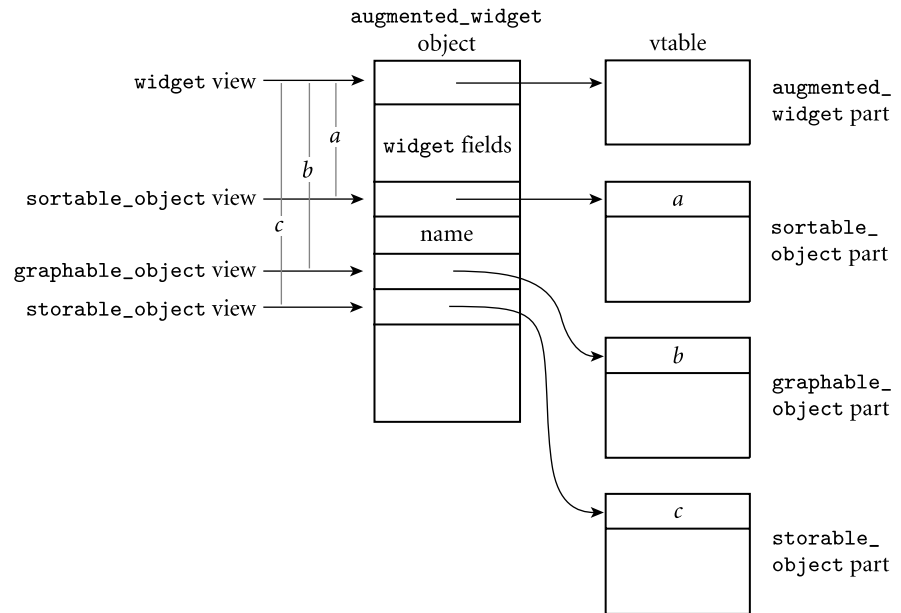 augmented_widget
object
vtable
widget view
augmented_
widget part
a
widget fields
b
sortable_object view
a
c
name
sortable_
object part
graphable_object view
storable_object view
b
graphable_
object part
c
storable_
object part